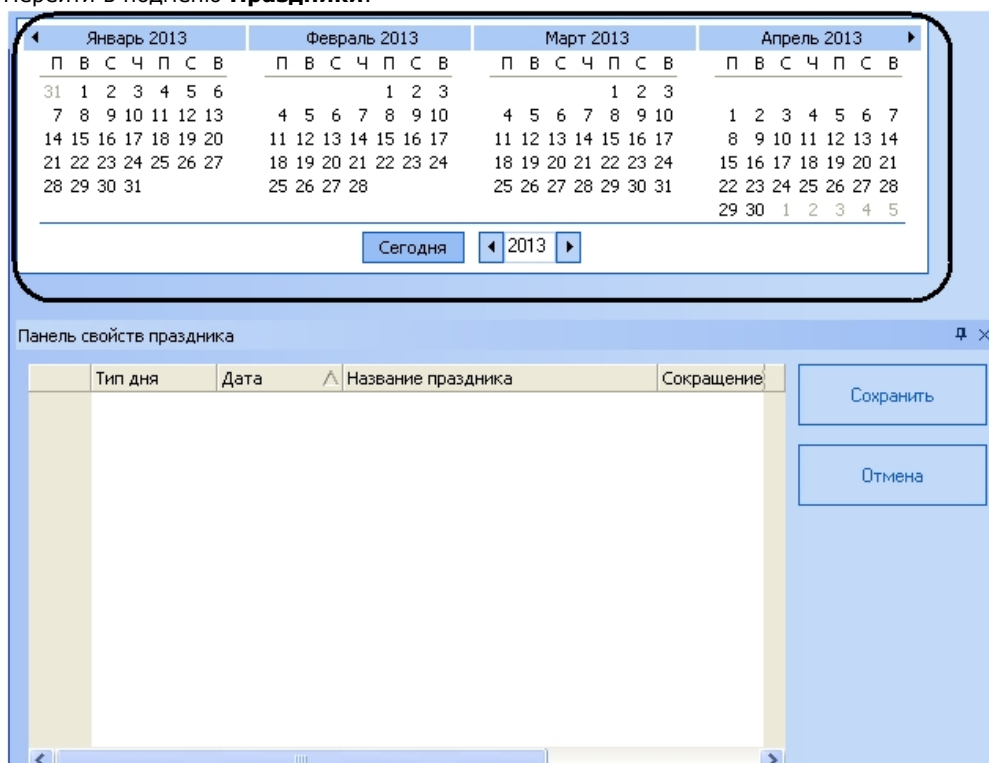 Перейти в подменю Праздники.
Январь 2013 Февраль 2013 Март 2013 Апрель 2013
П В С Ч П С В П В С Ч П С В П В С Ч П С В П В С Ч П С В
31 1 2 3 4 5 6 1 2 3 1 2 3
7 8 9 10 11 12 13 4 5 6 7 8 9 10 4 5 6 7 8 9 10 1 2 3 4 5 6 7
14 15 16 17 18 19 20 11 12 13 14 15 16 17 11 12 13 14 15 16 17 8 9 10 11 12 13 14
21 22 23 24 25 26 27 18 19 20 21 22 23 24 18 19 20 21 22 23 24 15 16 17 18 19 20 21
28 29 30 31 25 26 27 28 25 26 27 28 29 30 31 22 23 24 25 26 27 28
29 30 1 2 3 4 5
Сегодня 2013
Панель свойств праздника
Тип дня Дата Название праздника Сокращение
Сохранить
Отмена